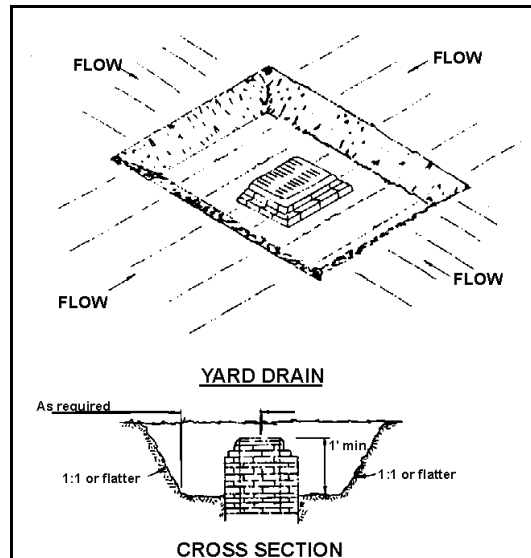 FLOW
FLOW
FLOW
FLOW
YARD DRAIN
As required
1' min.
1:1 or flatter
1:1 or flatter
CROSS SECTION